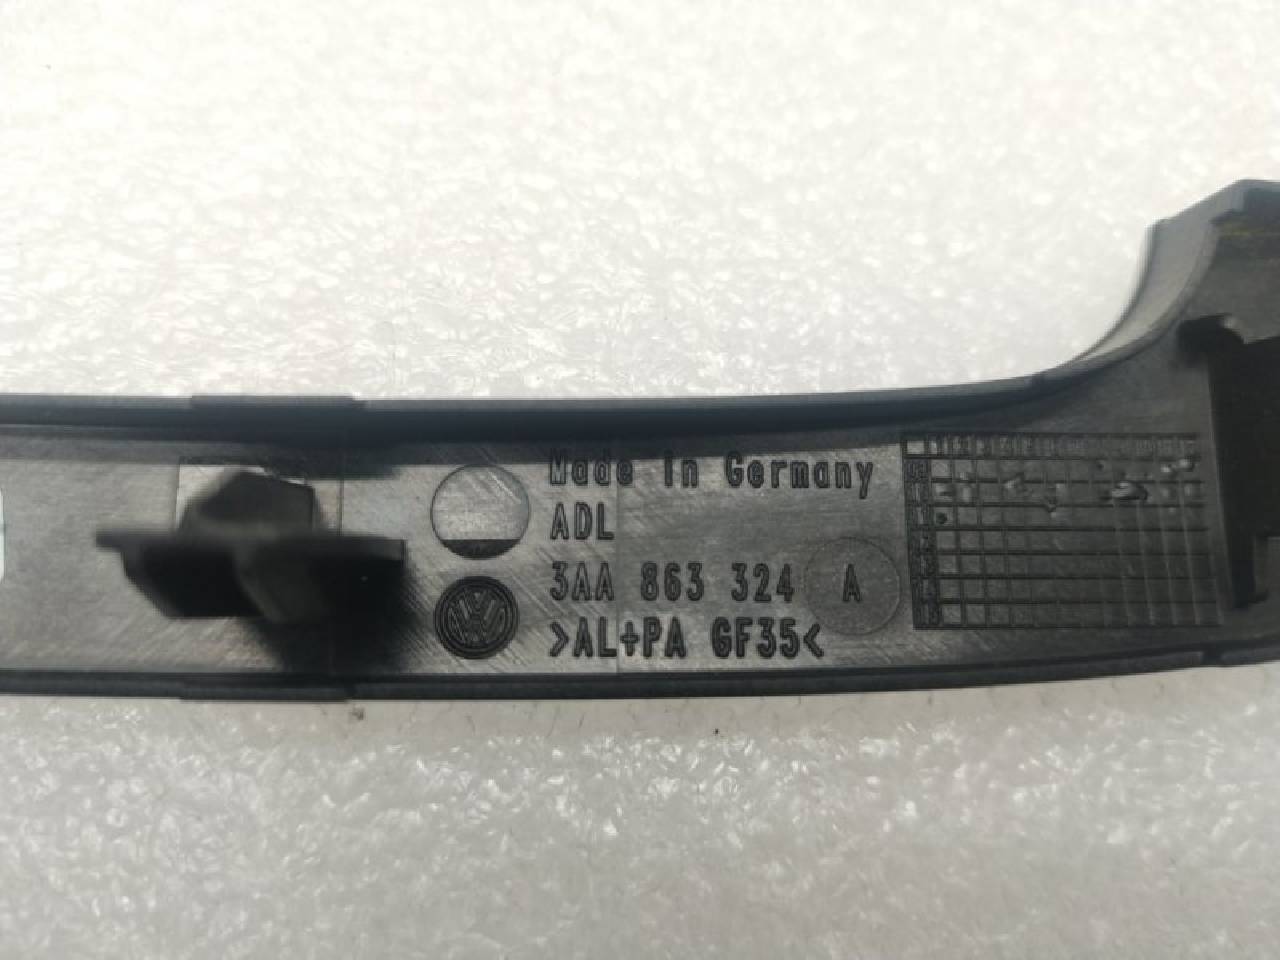 Made in Germany
ADL
3AA 863 324 A
>AL+PA GF35<